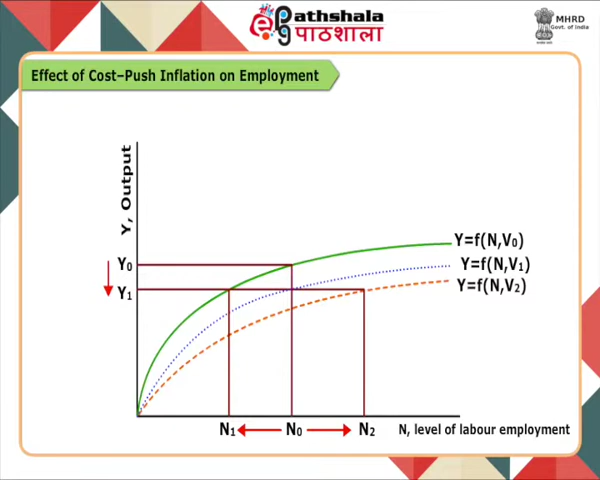 Pathshala
पाठशाला
MHRD
Govt. of India
Effect of Cost-Push Inflation on Employment
Y, Output
Y=f(N,V₀)
Y₀
Y=f(N,V₁)
Y=f(N,V₂)
Y₁
N₁ N₀ N₂ N, level of labour employment